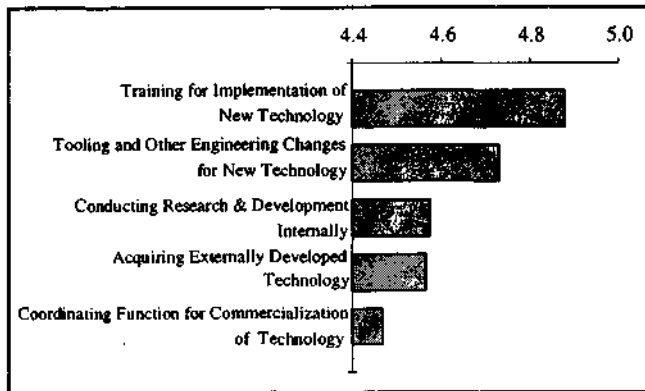 4.4 4.6 4.8 5.0
Training for Implementation of
New Technology
Tooling and Other Engineering Changes
for New Technology
Conducting Research & Development
Internally
Acquiring Externally Developed
Technology
Coordinating Function for Commercialization
of Technology